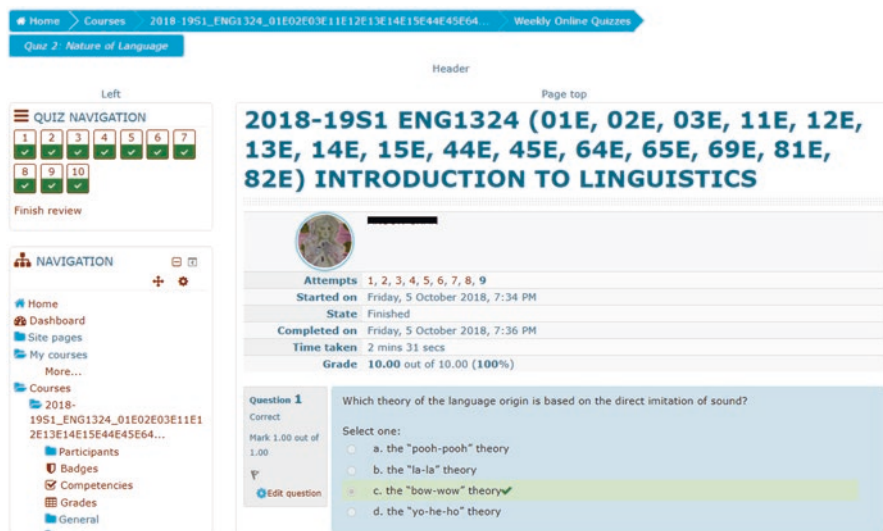 Home Courses 2018-19S1_ENG1324_01E02E03E11E12E13E14E15E44E45E64... Weekly Online Quizzes
Quiz 2: Nature of Language
Header
Left
Page top
QUIZ NAVIGATION
1 2 3 4 5 6 7
8 9 10
Finish review
NAVIGATION
Home
Dashboard
Site pages
My courses
More...
Courses
2018-
19S1_ENG1324_01E02E03E11E1
2E13E14E15E44E45E64...
Participants
Badges
Competencies
Grades
General
2018-19S1 ENG1324 (01E, 02E, 03E, 11E, 12E,
13E, 14E, 15E, 44E, 45E, 64E, 65E, 69E, 81E,
82E) INTRODUCTION TO LINGUISTICS
Attempts 1, 2, 3, 4, 5, 6, 7, 8, 9
Started on Friday, 5 October 2018, 7:34 PM
State Finished
Completed on Friday, 5 October 2018, 7:36 PM
Time taken 2 mins 31 secs
Grade 10.00 out of 10.00 (100%)
Question 1
Correct
Mark 1.00 out of
1.00
Edit question
Which theory of the language origin is based on the direct imitation of sound?
Select one:
a. the "pooh-pooh" theory
b. the "la-la" theory
c. the "bow-wow" theory
d. the "yo-he-ho" theory